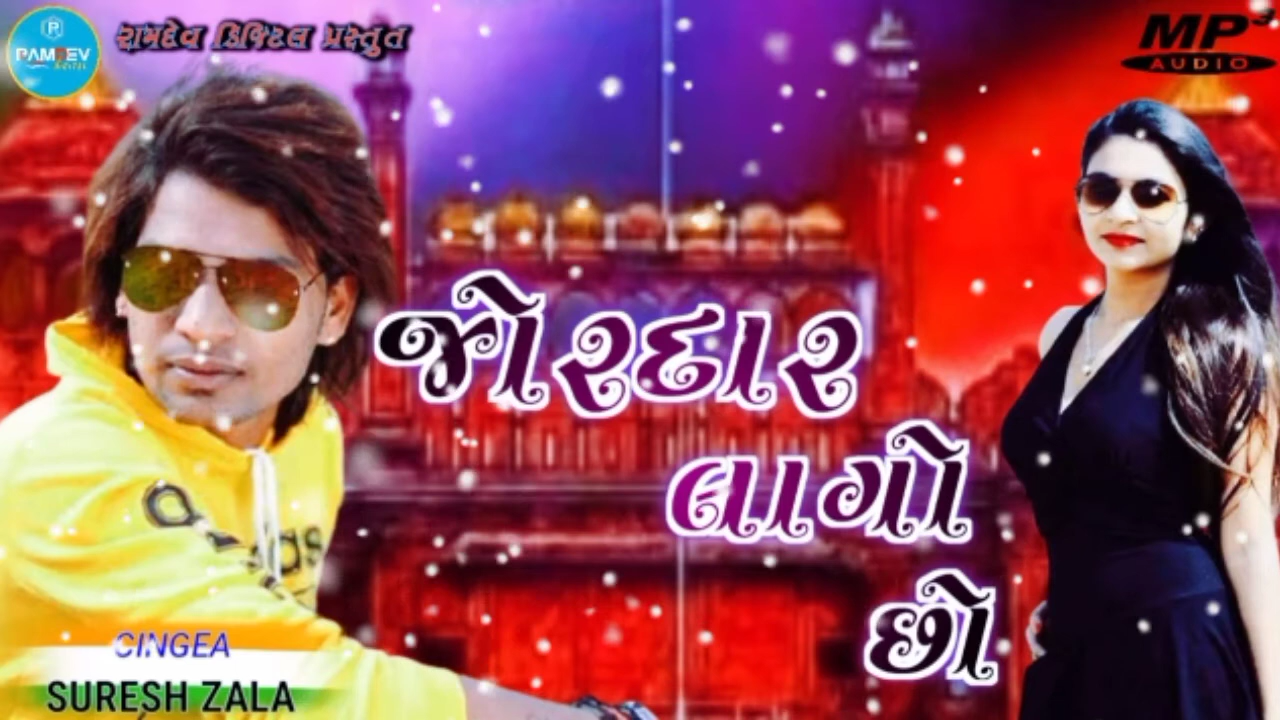 રામદેવ ડિજિટલ પ્રસ્તુત
MP3
AUDIO
જોરદાર
લાગો
છો
CINGEA
SURESH ZALA